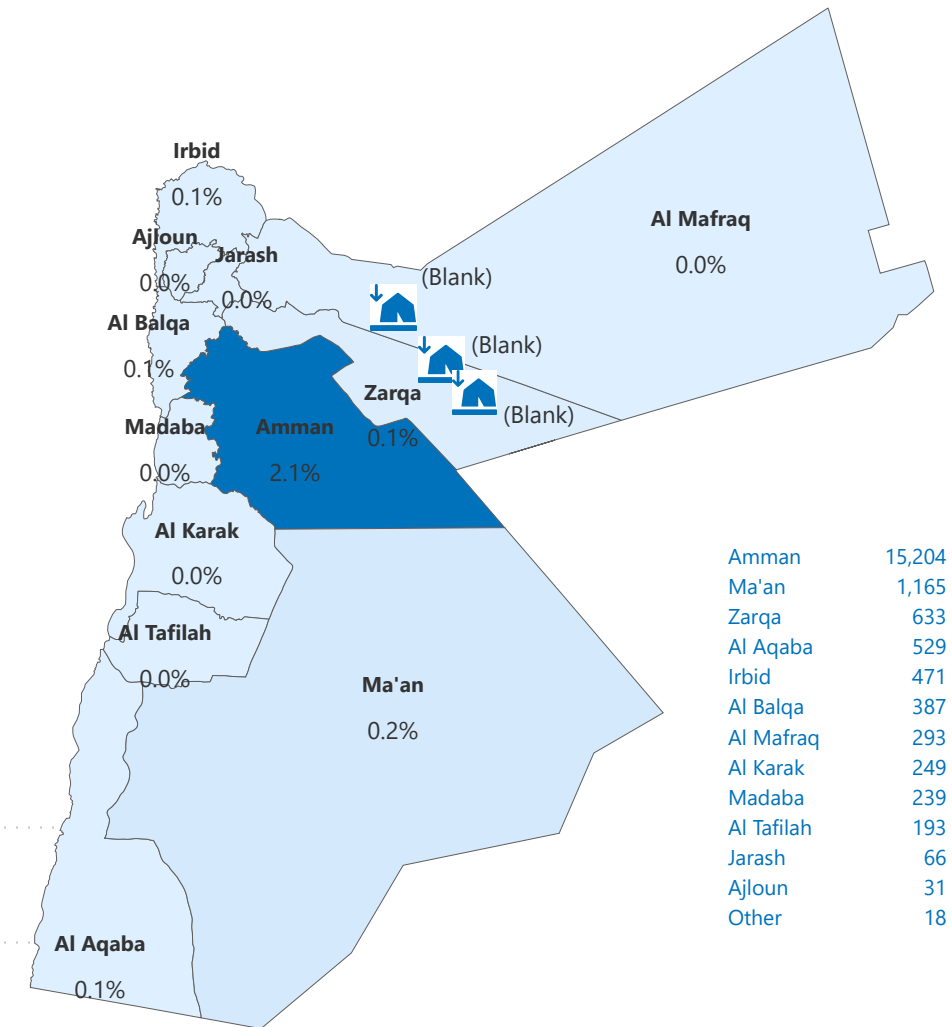 Irbid
0.1%
Ajloun
0.0%
Jarash
0.0%
Al Mafraq
0.0%
(Blank)
(Blank)
(Blank)
Al Balqa
0.1%
Zarqa
0.1%
Madaba
0.0%
Amman
2.1%
Al Karak
0.0%
Al Tafilah
0.0%
Ma'an
0.2%
Al Aqaba
0.1%
Amman 15,204
Ma'an 1,165
Zarqa 633
Al Aqaba 529
Irbid 471
Al Balqa 387
Al Mafraq 293
Al Karak 249
Madaba 239
Al Tafilah 193
Jarash 66
Ajloun 31
Other 18